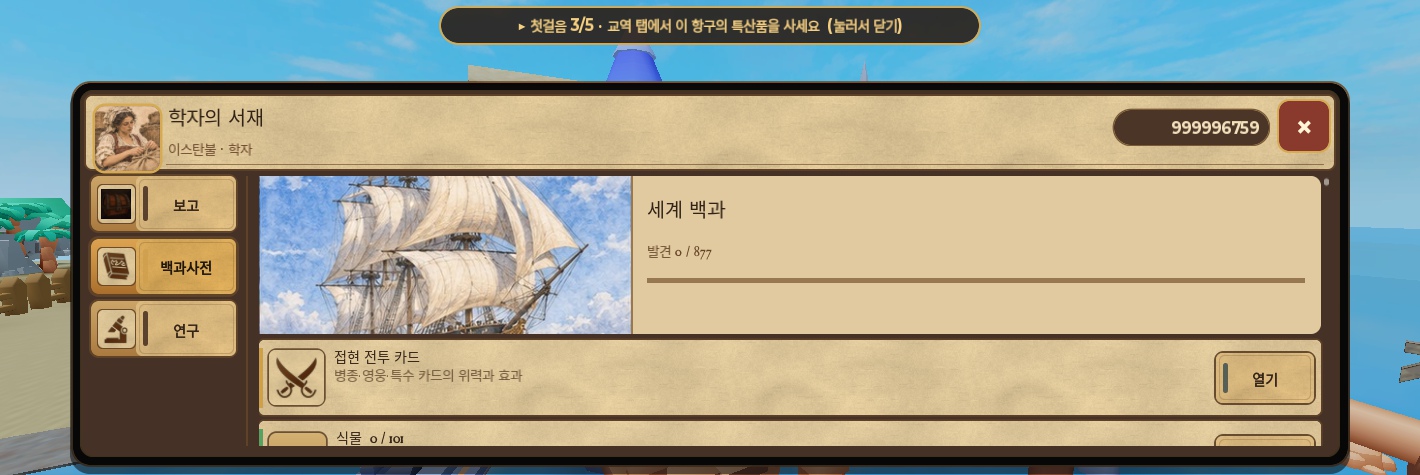 ▸ 첫걸음 3/5 · 교역 탭에서 이 항구의 특산품을 사세요 (눌러서 닫기)
학자의 서재
이스탄불 · 학자
999996759
×
보고
백과사전
연구
세계 백과
발견 0 / 877
접현 전투 카드
병종·영웅·특수 카드의 위력과 효과
열기
식물 0 / 101